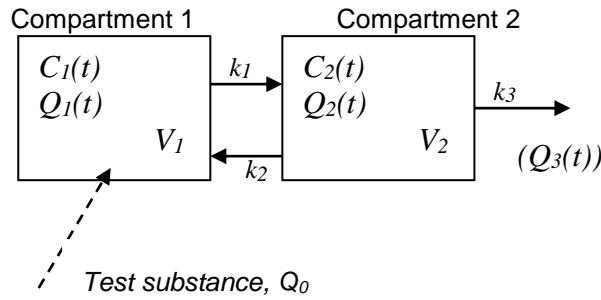 Compartment 1
Compartment 2
C1(t)
Q1(t)
V1
k1
k2
C2(t)
Q2(t)
V2
k3
(Q3(t))
Test substance, Q0